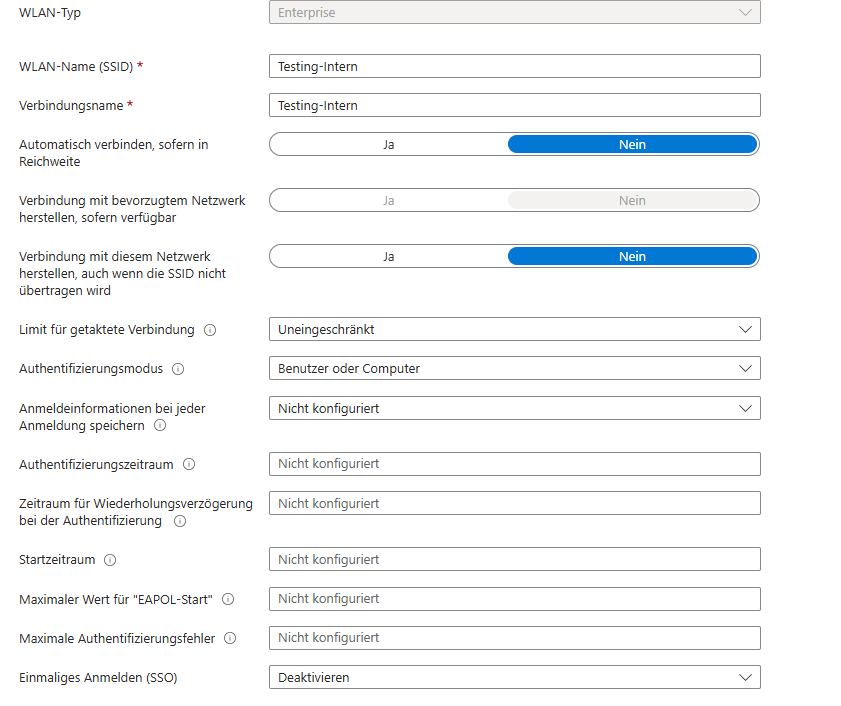 WLAN-Typ
Enterprise
WLAN-Name (SSID) *
Testing-Intern
Verbindungsname *
Testing-Intern
Automatisch verbinden, sofern in
Reichweite
Ja
Nein
Verbindung mit bevorzugtem Netzwerk
herstellen, sofern verfügbar
Ja
Nein
Verbindung mit diesem Netzwerk
herstellen, auch wenn die SSID nicht
übertragen wird
Ja
Nein
Limit für getaktete Verbindung
Uneingeschränkt
Authentifizierungsmodus
Benutzer oder Computer
Anmeldeinformationen bei jeder
Anmeldung speichern
Nicht konfiguriert
Authentifizierungszeitraum
Nicht konfiguriert
Zeitraum für Wiederholungsverzögerung
bei der Authentifizierung
Nicht konfiguriert
Startzeitraum
Nicht konfiguriert
Maximaler Wert für "EAPOL-Start"
Nicht konfiguriert
Maximale Authentifizierungsfehler
Nicht konfiguriert
Einmaliges Anmelden (SSO)
Deaktivieren